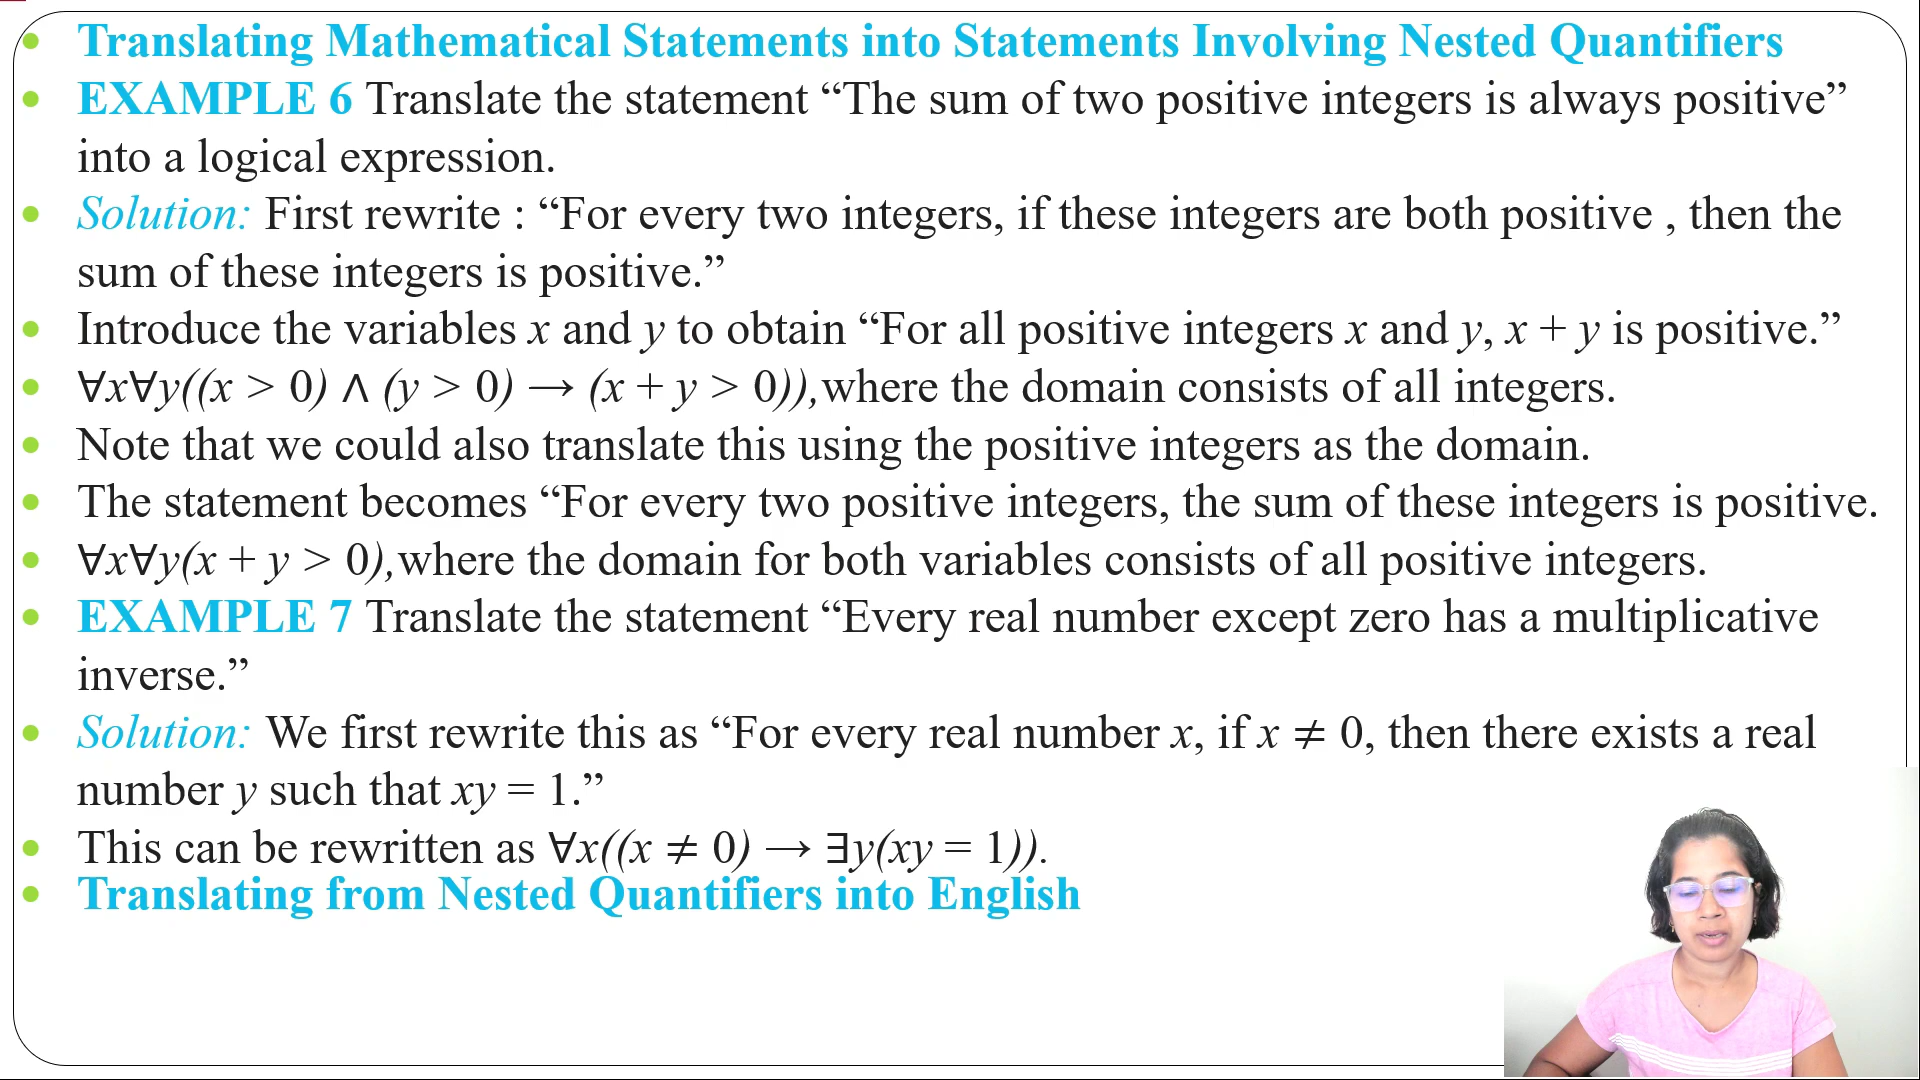 Translating Mathematical Statements into Statements Involving Nested Quantifiers
EXAMPLE 6 Translate the statement “The sum of two positive integers is always positive”
into a logical expression.
Solution: First rewrite : “For every two integers, if these integers are both positive , then the
sum of these integers is positive.”
Introduce the variables x and y to obtain “For all positive integers x and y, x + y is positive.”
∀x∀y((x > 0) ∧ (y > 0) → (x + y > 0)),where the domain consists of all integers.
Note that we could also translate this using the positive integers as the domain.
The statement becomes “For every two positive integers, the sum of these integers is positive.
∀x∀y(x + y > 0),where the domain for both variables consists of all positive integers.
EXAMPLE 7 Translate the statement “Every real number except zero has a multiplicative
inverse.”
Solution: We first rewrite this as “For every real number x, if x ≠ 0, then there exists a real
number y such that xy = 1.”
This can be rewritten as ∀x((x ≠ 0) → ∃y(xy = 1)).
Translating from Nested Quantifiers into English